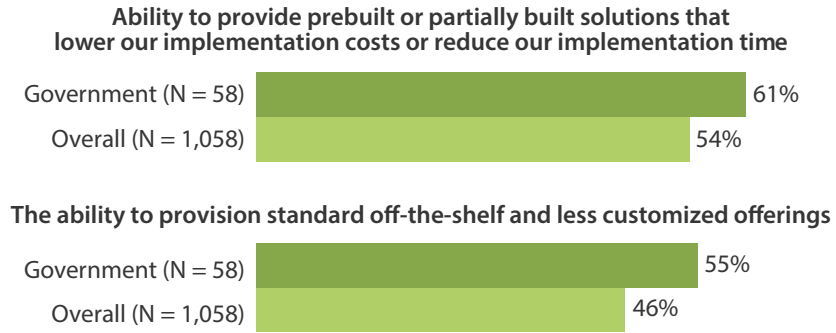 Ability to provide prebuilt or partially built solutions that
lower our implementation costs or reduce our implementation time
Government (N = 58) 61%
Overall (N = 1,058) 54%
The ability to provision standard off-the-shelf and less customized offerings
Government (N = 58) 55%
Overall (N = 1,058) 46%